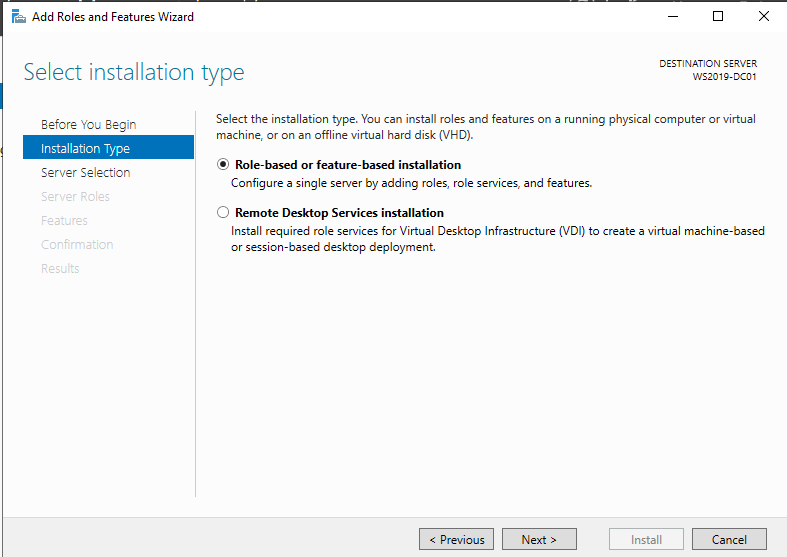 Add Roles and Features Wizard
Select installation type
DESTINATION SERVER
WS2019-DC01
Before You Begin
Installation Type
Server Selection
Server Roles
Features
Confirmation
Results
Select the installation type. You can install roles and features on a running physical computer or virtual
machine, or on an offline virtual hard disk (VHD).
Role-based or feature-based installation
Configure a single server by adding roles, role services, and features.
Remote Desktop Services installation
Install required role services for Virtual Desktop Infrastructure (VDI) to create a virtual machine-based
or session-based desktop deployment.
< Previous
Next >
Install
Cancel